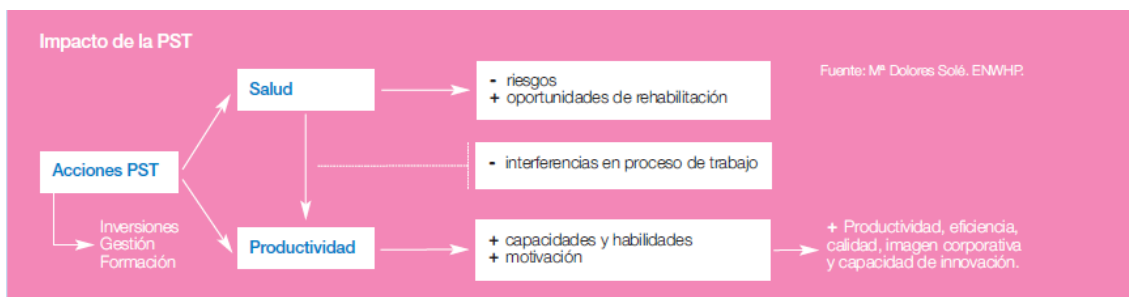 Impacto de la PST
Fuente: Mª Dolores Solé. ENWHP.
Salud
- riesgos
+ oportunidades de rehabilitación
Acciones PST
- interferencias en proceso de trabajo
Inversiones
Gestión
Formación
Productividad
+ capacidades y habilidades
+ motivación
+ Productividad, eficiencia,
calidad, imagen corporativa
y capacidad de innovación.